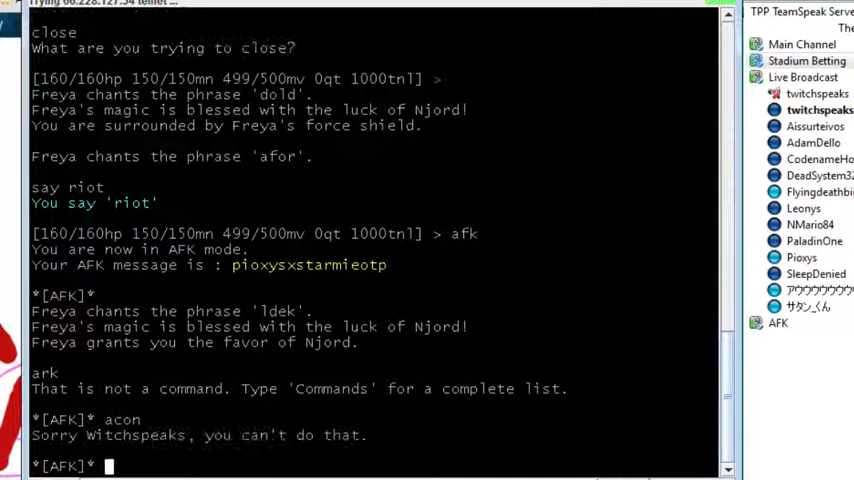 close
What are you trying to close?
[160/160hp 150/150mn 499/500mv 0qt 1000tnl] >
Freya chants the phrase 'dold'.
Freya's magic is blessed with the luck of Njord!
You are surrounded by Freya's force shield.
Freya chants the phrase 'afor'.
say riot
You say 'riot'
[160/160hp 150/150mn 499/500mv 0qt 1000tnl] > afk
You are now in AFK mode.
Your AFK message is : pioxysxstarmieotp
*[AFK]*
Freya chants the phrase 'ldek'.
Freya's magic is blessed with the luck of Njord!
Freya grants you the favor of Njord.
ark
That is not a command. Type 'Commands' for a complete list.
*[AFK]* acon
Sorry Witchspeaks, you can't do that.
*[AFK]*
TPP TeamSpeak Serve
The
Main Channel
Stadium Betting
Live Broadcast
twitchspeaks
twitchspeaks
Aissurteivos
AdamDello
CodenameHo
DeadSystem32
Flyingdeathbir
Leonys
NMario84
PaladinOne
Pioxys
SleepDenied
アウウウウウウ
サタン_くん
AFK